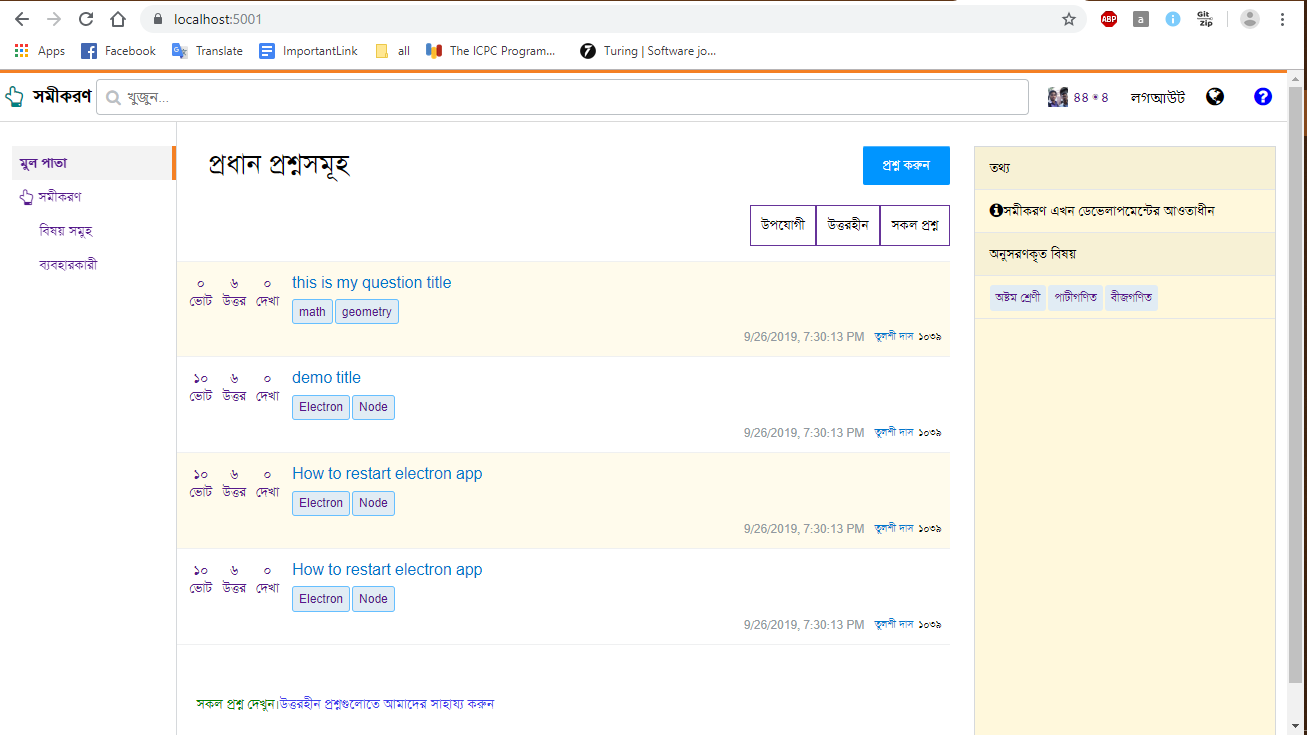 localhost:5001
ABP a i Git Zip
Apps Facebook Translate ImportantLink all The ICPC Program... Turing | Software jo...
সমীকরণ খুজুন... 88 * 8 লগআউট ?
মুল পাতা
সমীকরণ
বিষয় সমুহ
ব্যবহারকারী
প্রধান প্রশ্নসমূহ
প্রশ্ন করুন
উপযোগী উত্তরহীন সকল প্রশ্ন
০ ৬ ০
ভোট উত্তর দেখা
this is my question title
math geometry
9/26/2019, 7:30:13 PM তুলশী দাস ১০৩৯
১০ ৬ ০
ভোট উত্তর দেখা
demo title
Electron Node
9/26/2019, 7:30:13 PM তুলশী দাস ১০৩৯
১০ ৬ ০
ভোট উত্তর দেখা
How to restart electron app
Electron Node
9/26/2019, 7:30:13 PM তুলশী দাস ১০৩৯
১০ ৬ ০
ভোট উত্তর দেখা
How to restart electron app
Electron Node
9/26/2019, 7:30:13 PM তুলশী দাস ১০৩৯
সকল প্রশ্ন দেখুন।উত্তরহীন প্রশ্নগুলোতে আমাদের সাহায্য করুন
তথ্য
সমীকরণ এখন ডেভেলাপমেন্টের আওতাধীন
অনুসরণকৃত বিষয়
অষ্টম শ্রেণী পাটীগণিত বীজগণিত